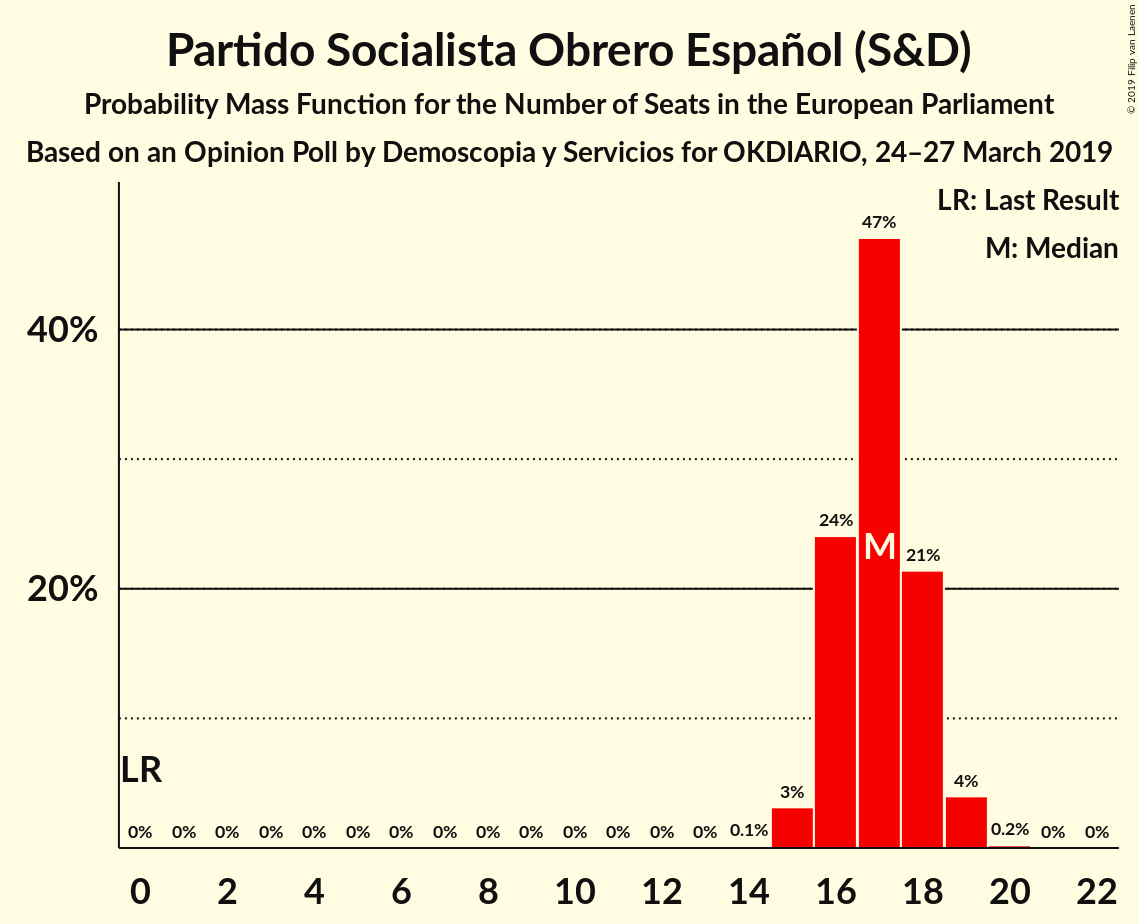 Partido Socialista Obrero Español (S&D)
Probability Mass Function for the Number of Seats in the European Parliament
Based on an Opinion Poll by Demoscopia y Servicios for OKDIARIO, 24–27 March 2019
© 2019 Filip van Laenen
LR: Last Result
M: Median
47%
40%
24%
M
21%
20%
LR
4%
3%
0% 0% 0% 0% 0% 0% 0% 0% 0% 0% 0% 0% 0% 0% 0.1% 0.2% 0% 0%
0 2 4 6 8 10 12 14 16 18 20 22